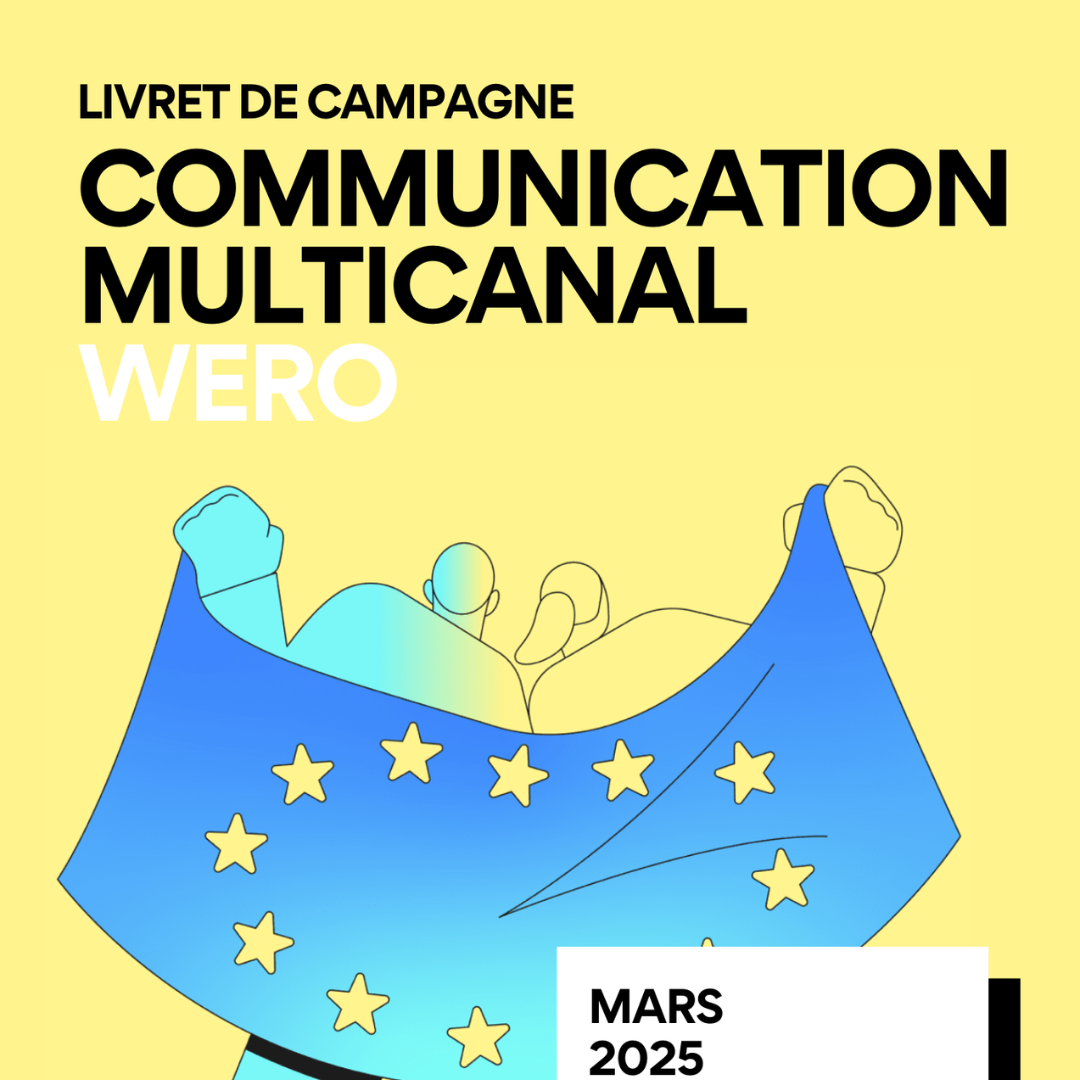 LIVRET DE CAMPAGNE
COMMUNICATION
MULTICANAL
WERO
MARS
2025